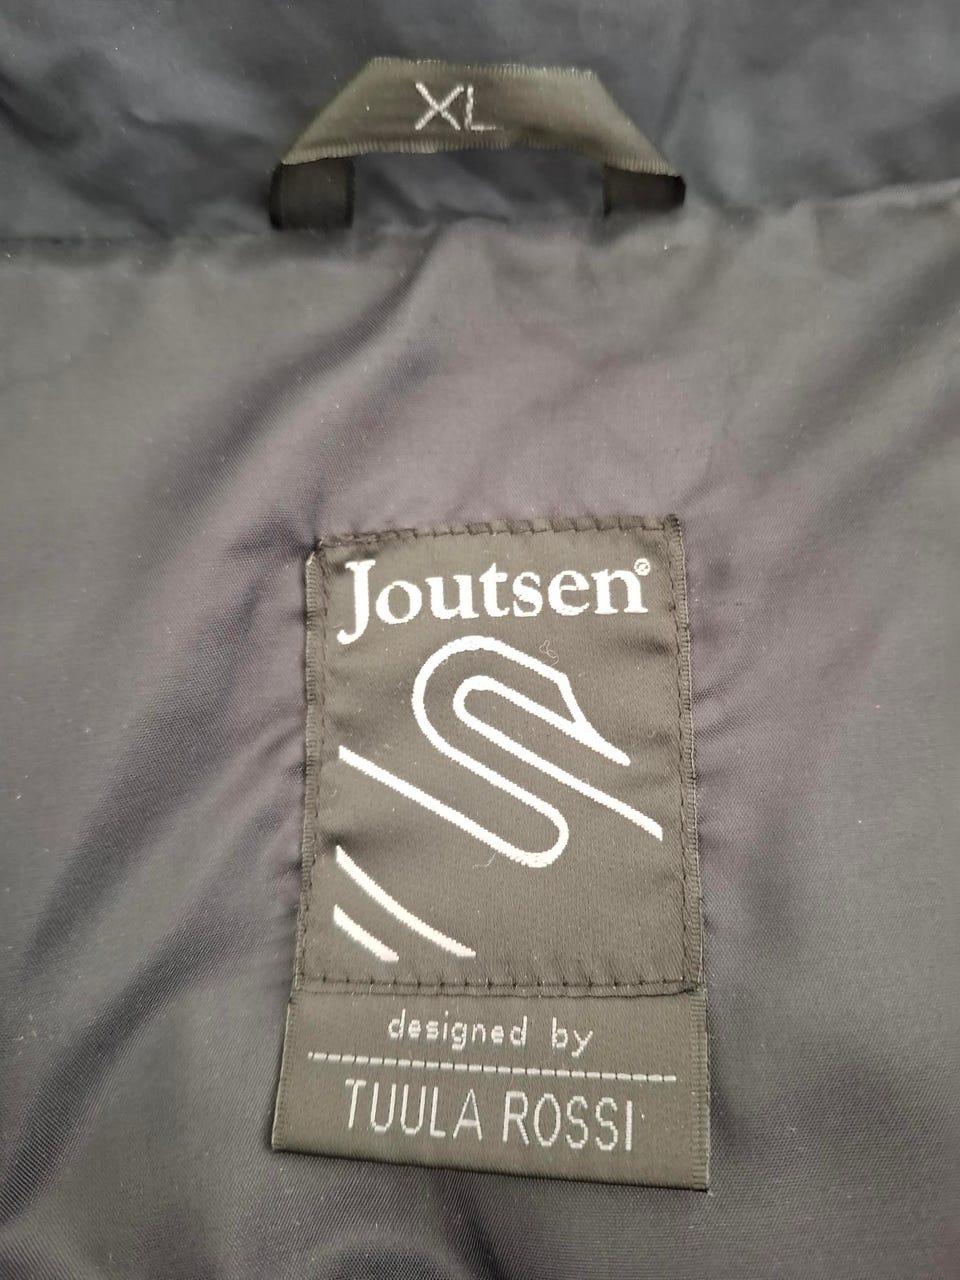 XL
Joutsen®
designed by
TUULA ROSSI